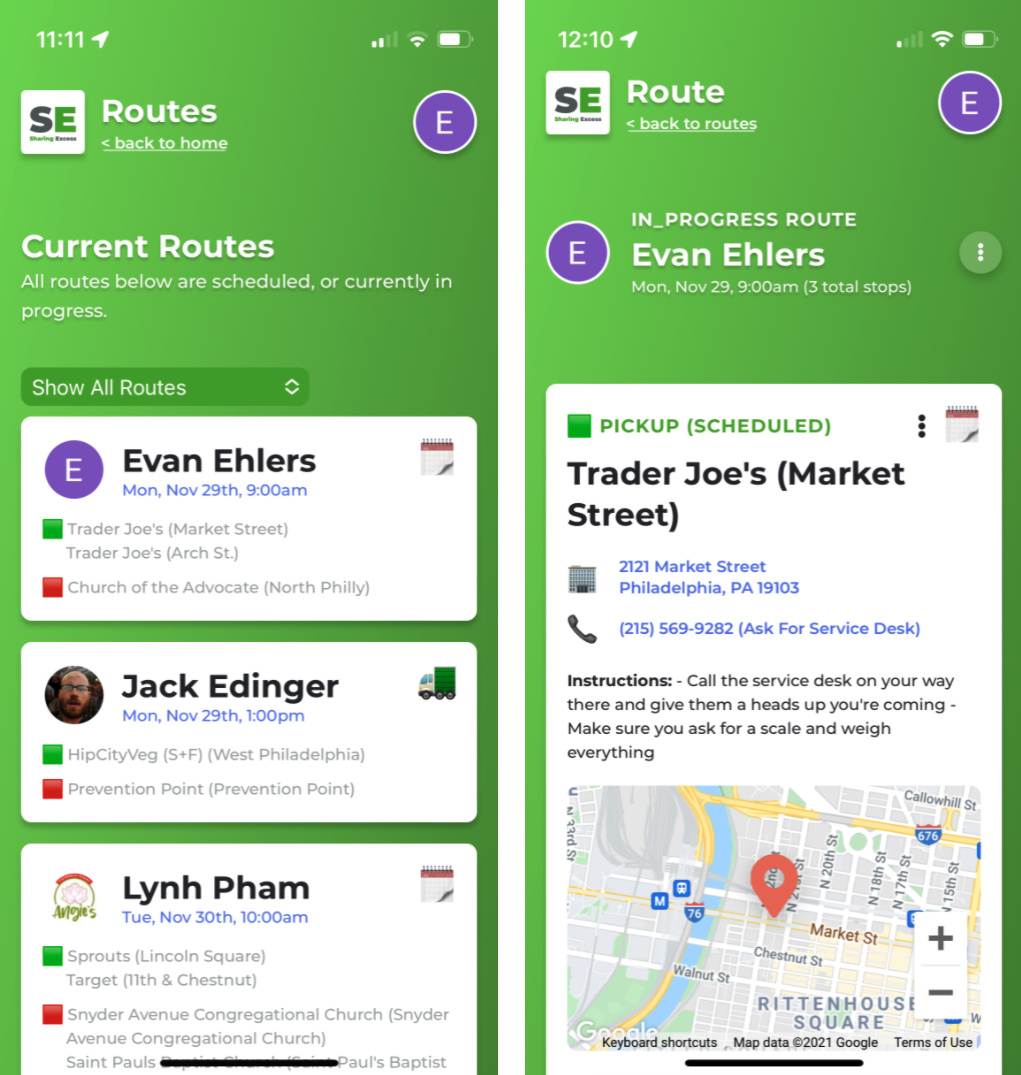 11:11
SE
Sharing Excess
Routes
< back to home
E
Current Routes
All routes below are scheduled, or currently in
progress.
Show All Routes
E
Evan Ehlers
Mon, Nov 29th, 9:00am
Trader Joe's (Market Street)
Trader Joe's (Arch St.)
Church of the Advocate (North Philly)
Jack Edinger
Mon, Nov 29th, 1:00pm
HipCityVeg (S+F) (West Philadelphia)
Prevention Point (Prevention Point)
Angie's
Lynh Pham
Tue, Nov 30th, 10:00am
Sprouts (Lincoln Square)
Target (11th & Chestnut)
Snyder Avenue Congregational Church (Snyder
Avenue Congregational Church)
Saint Pauls Baptist Church (Saint Paul's Baptist
12:10
SE
Sharing Excess
Route
< back to routes
E
E
IN_PROGRESS ROUTE
Evan Ehlers
Mon, Nov 29, 9:00am (3 total stops)
PICKUP (SCHEDULED)
Trader Joe's (Market
Street)
2121 Market Street
Philadelphia, PA 19103
(215) 569-9282 (Ask For Service Desk)
Instructions: - Call the service desk on your way
there and give them a heads up you're coming -
Make sure you ask for a scale and weigh
everything
Callowhill St
676
N 33rd St
N 20th St
N 18th St
N 17th St
N 15th St
N 21st St
M
76
Market St
Chestnut St
Walnut St
+
−
RITTENHOUSE
SQUARE
Google
Keyboard shortcuts
Map data ©2021 Google
Terms of Use